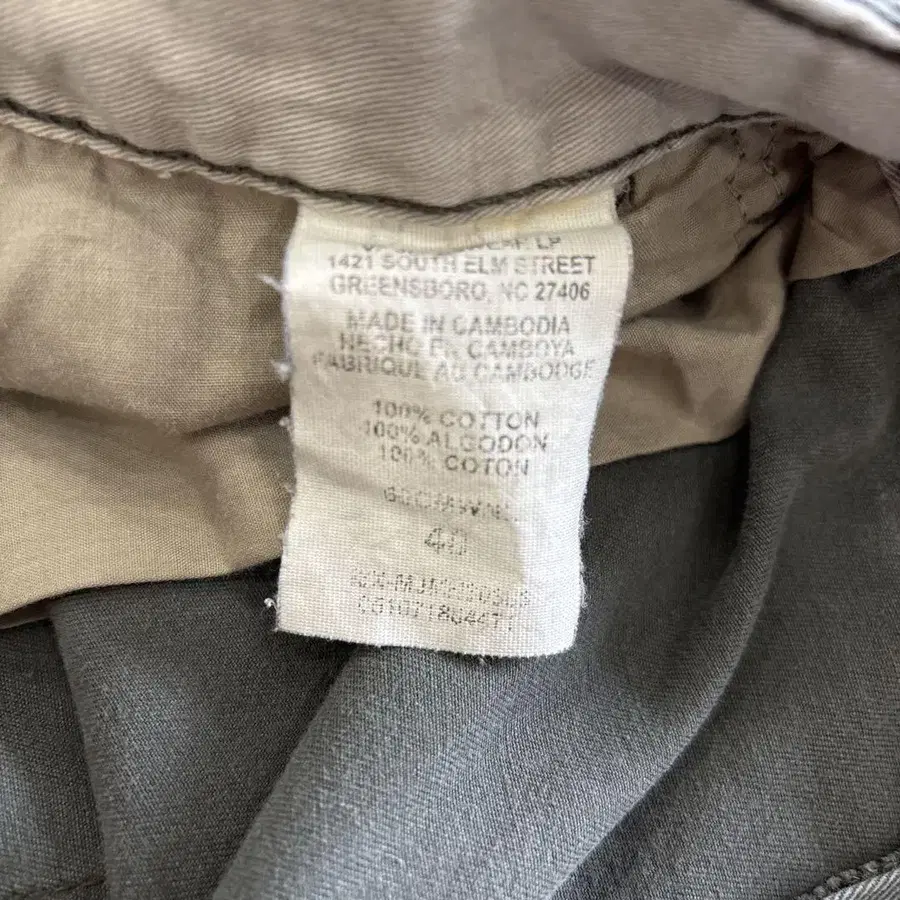 LP
1421 SOUTH ELM STREET
GREENSBORO, NC 27406
MADE IN CAMBODIA
HECHO EN CAMBOYA
FABRIQUE AU CAMBODGE
100% COTTON
100% ALGODON
100% COTON
40